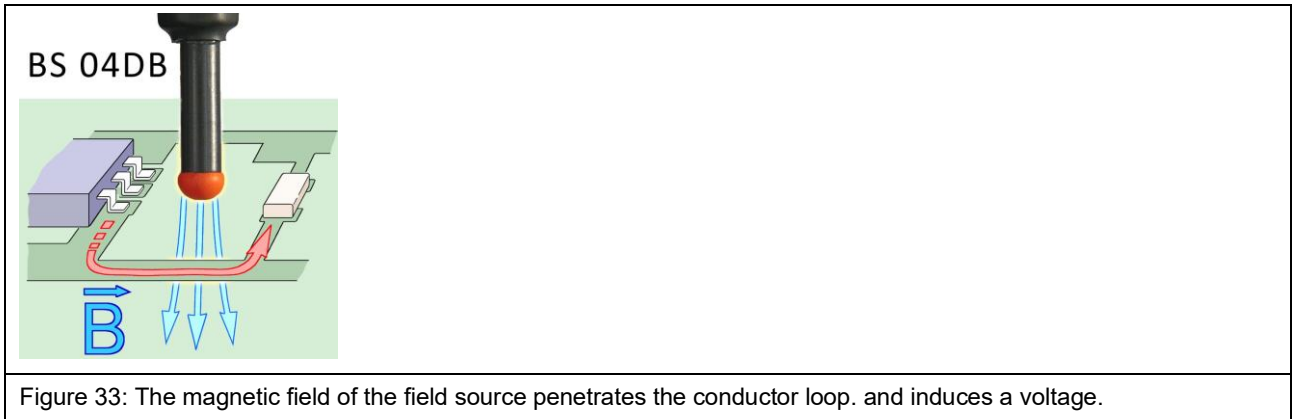 BS 04DB
B
Figure 33: The magnetic field of the field source penetrates the conductor loop. and induces a voltage.